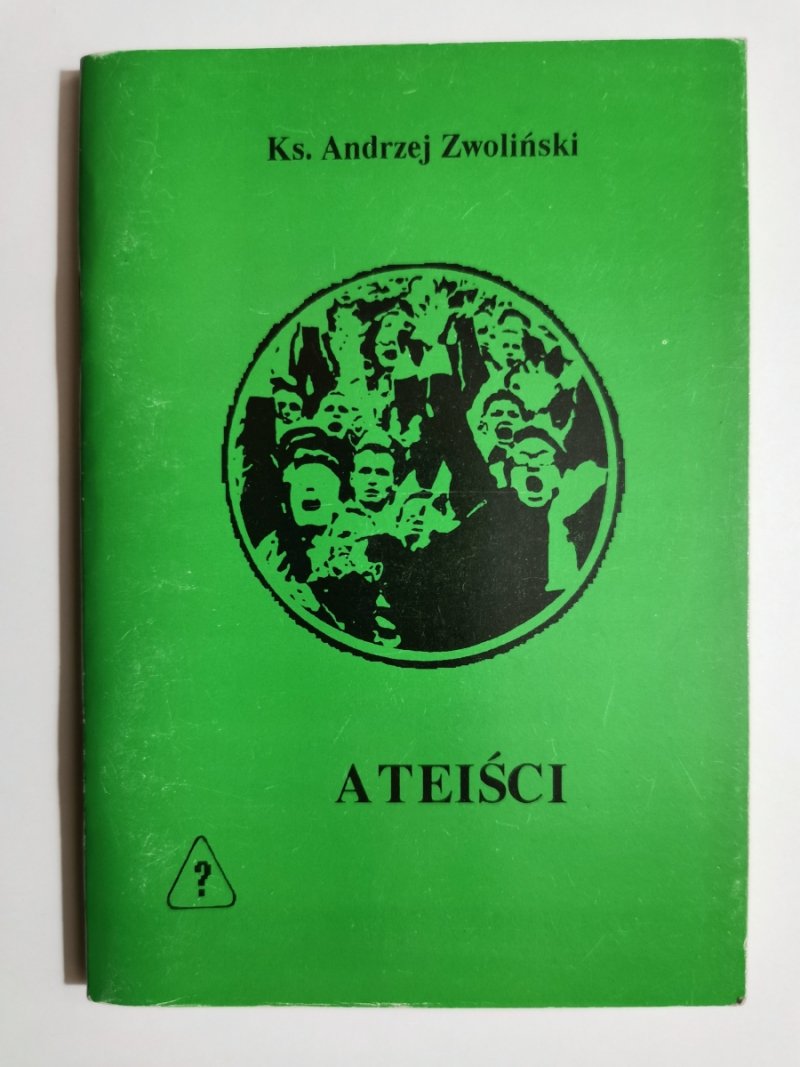 Ks. Andrzej Zwoliński
ATEIŚCI
?